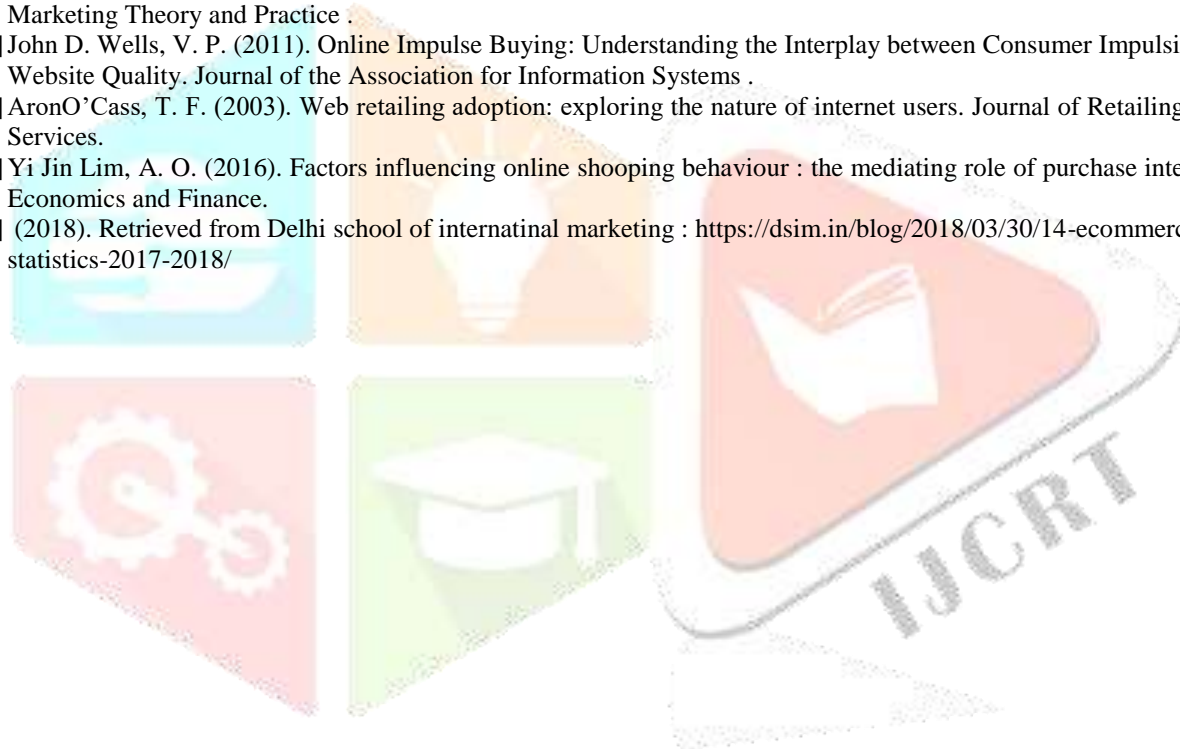 Marketing Theory and Practice .
John D. Wells, V. P. (2011). Online Impulse Buying: Understanding the Interplay between Consumer Impulsi
Website Quality. Journal of the Association for Information Systems .
AronO’Cass, T. F. (2003). Web retailing adoption: exploring the nature of internet users. Journal of Retailing
Services.
Yi Jin Lim, A. O. (2016). Factors influencing online shooping behaviour : the mediating role of purchase inte
Economics and Finance.
(2018). Retrieved from Delhi school of internatinal marketing : https://dsim.in/blog/2018/03/30/14-ecommerc
statistics-2017-2018/
IJCRT